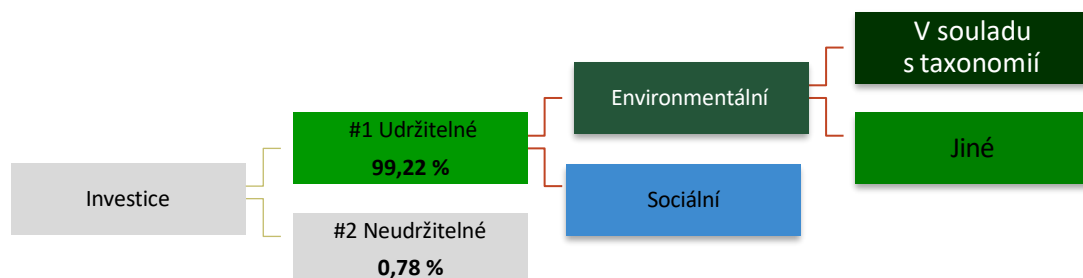 V souladu
s taxonomií
Environmentální
#1 Udržitelné
99,22 %
Jiné
Investice
Sociální
#2 Neudržitelné
0,78 %